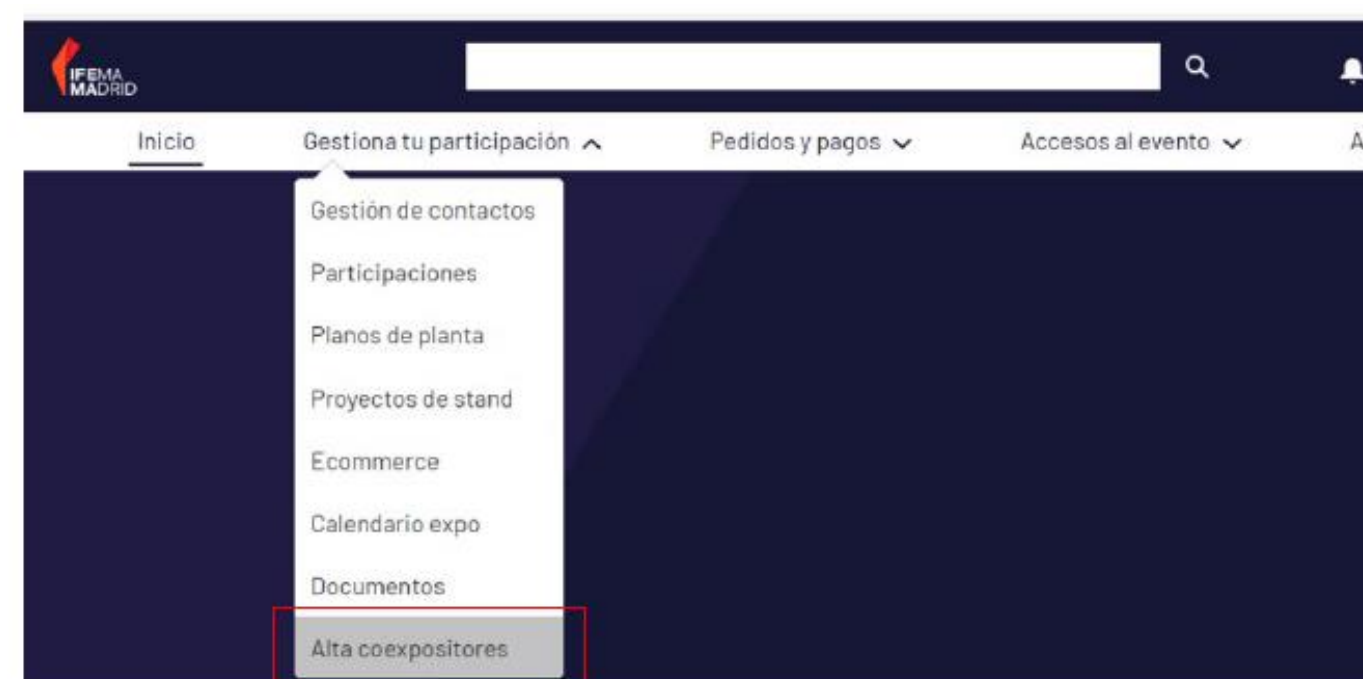 IFEMA
MADRID
Inicio
Gestiona tu participación
Pedidos y pagos
Accesos al evento
A
Gestión de contactos
Participaciones
Planos de planta
Proyectos de stand
Ecommerce
Calendario expo
Documentos
Alta coexpositores